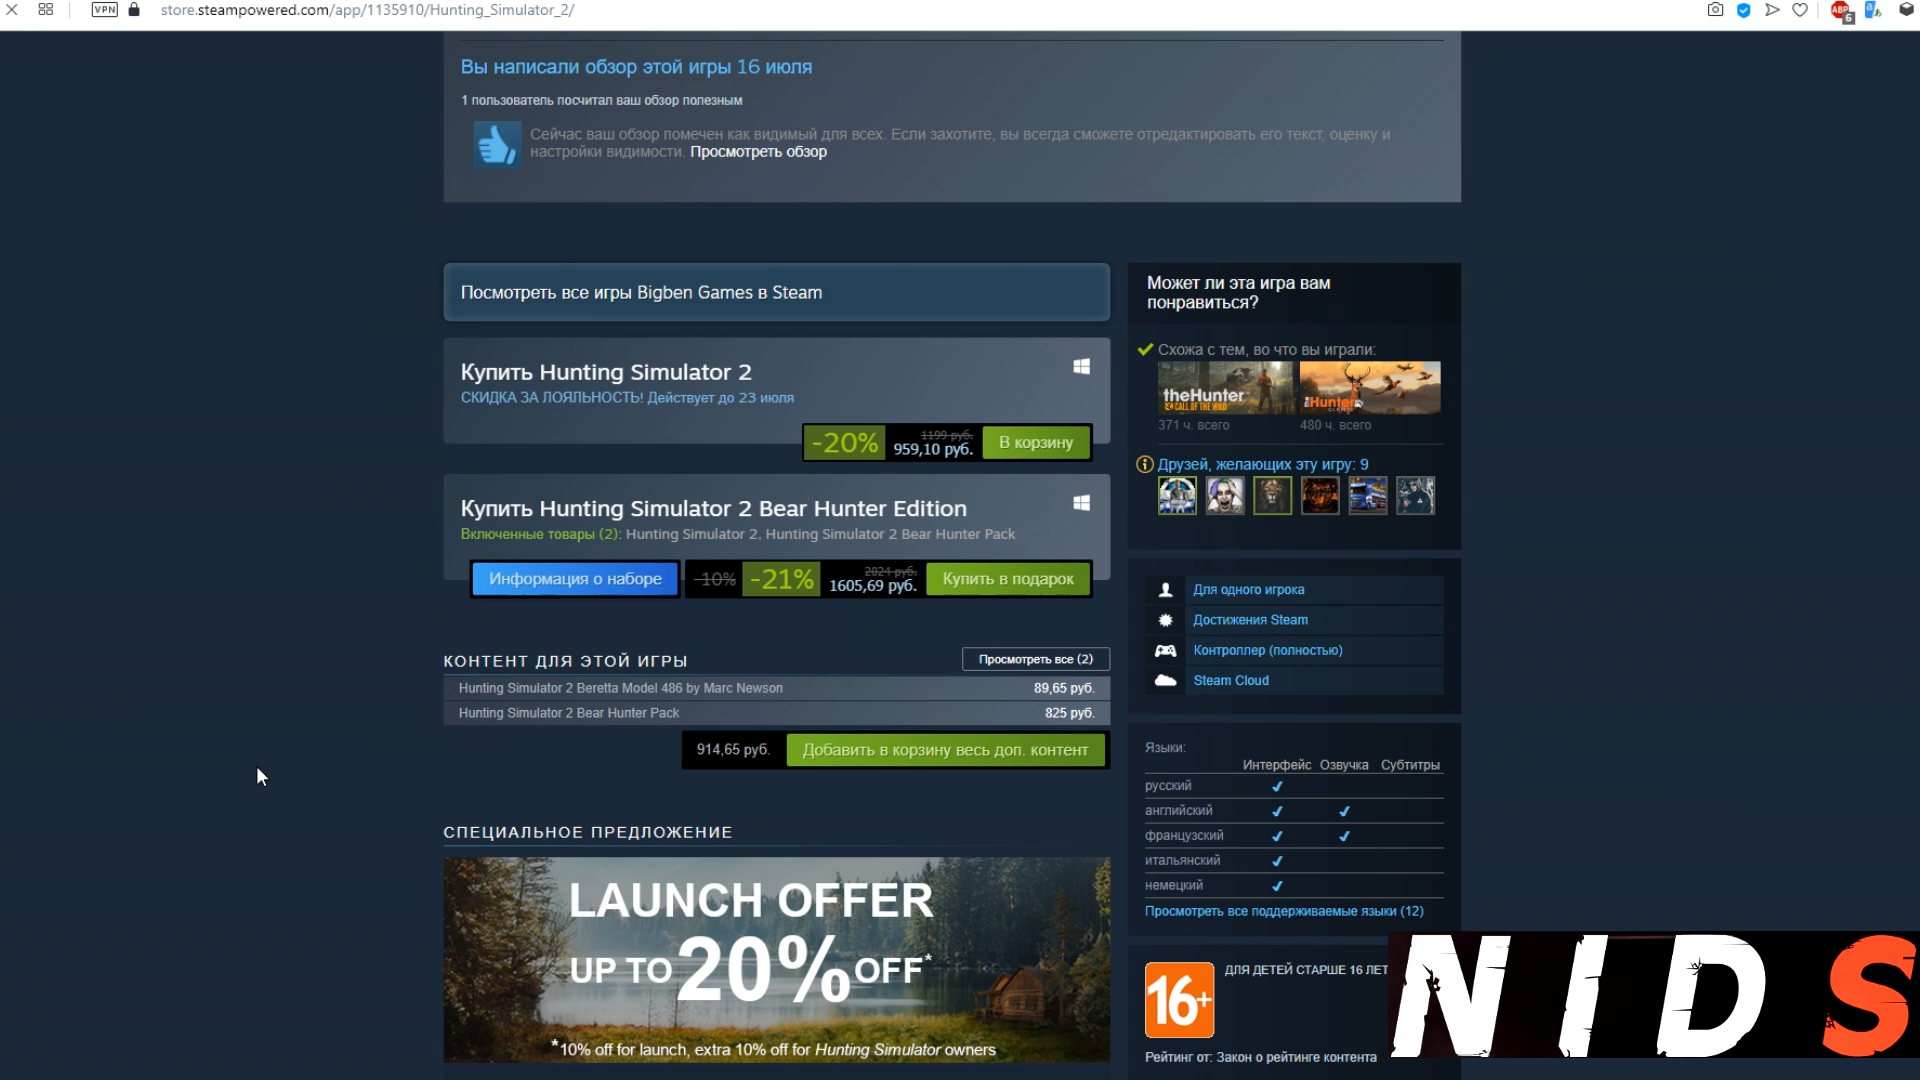 VPN
store.steampowered.com/app/1135910/Hunting_Simulator_2/
ABP
6
Вы написали обзор этой игры 16 июля
1 пользователь посчитал ваш обзор полезным
Сейчас ваш обзор помечен как видимый для всех. Если захотите, вы всегда сможете отредактировать его текст, оценку и
настройки видимости. Просмотреть обзор
Посмотреть все игры Bigben Games в Steam
Купить Hunting Simulator 2
СКИДКА ЗА ЛОЯЛЬНОСТЬ! Действует до 23 июля
-20%
1199 руб.
959,10 руб.
В корзину
Купить Hunting Simulator 2 Bear Hunter Edition
Включенные товары (2): Hunting Simulator 2, Hunting Simulator 2 Bear Hunter Pack
Информация о наборе
-10%
-21%
2024 руб.
1605,69 руб.
Купить в подарок
КОНТЕНТ ДЛЯ ЭТОЙ ИГРЫ
Просмотреть все (2)
Hunting Simulator 2 Beretta Model 486 by Marc Newson 89,65 руб.
Hunting Simulator 2 Bear Hunter Pack 825 руб.
914,65 руб.
Добавить в корзину весь доп. контент
СПЕЦИАЛЬНОЕ ПРЕДЛОЖЕНИЕ
LAUNCH OFFER
UP TO 20% OFF*
*10% off for launch, extra 10% off for Hunting Simulator owners
Может ли эта игра вам
понравиться?
Схожа с тем, во что вы играли:
theHunter
CALL OF THE WILD
theHunter
CLASSIC
371 ч. всего
480 ч. всего
Друзей, желающих эту игру: 9
Для одного игрока
Достижения Steam
Контроллер (полностью)
Steam Cloud
Языки:
Интерфейс Озвучка Субтитры
русский
английский
французский
итальянский
немецкий
Просмотреть все поддерживаемые языки (12)
16+
ДЛЯ ДЕТЕЙ СТАРШЕ 16 ЛЕТ
Рейтинг от: Закон о рейтинге контента
NIDS